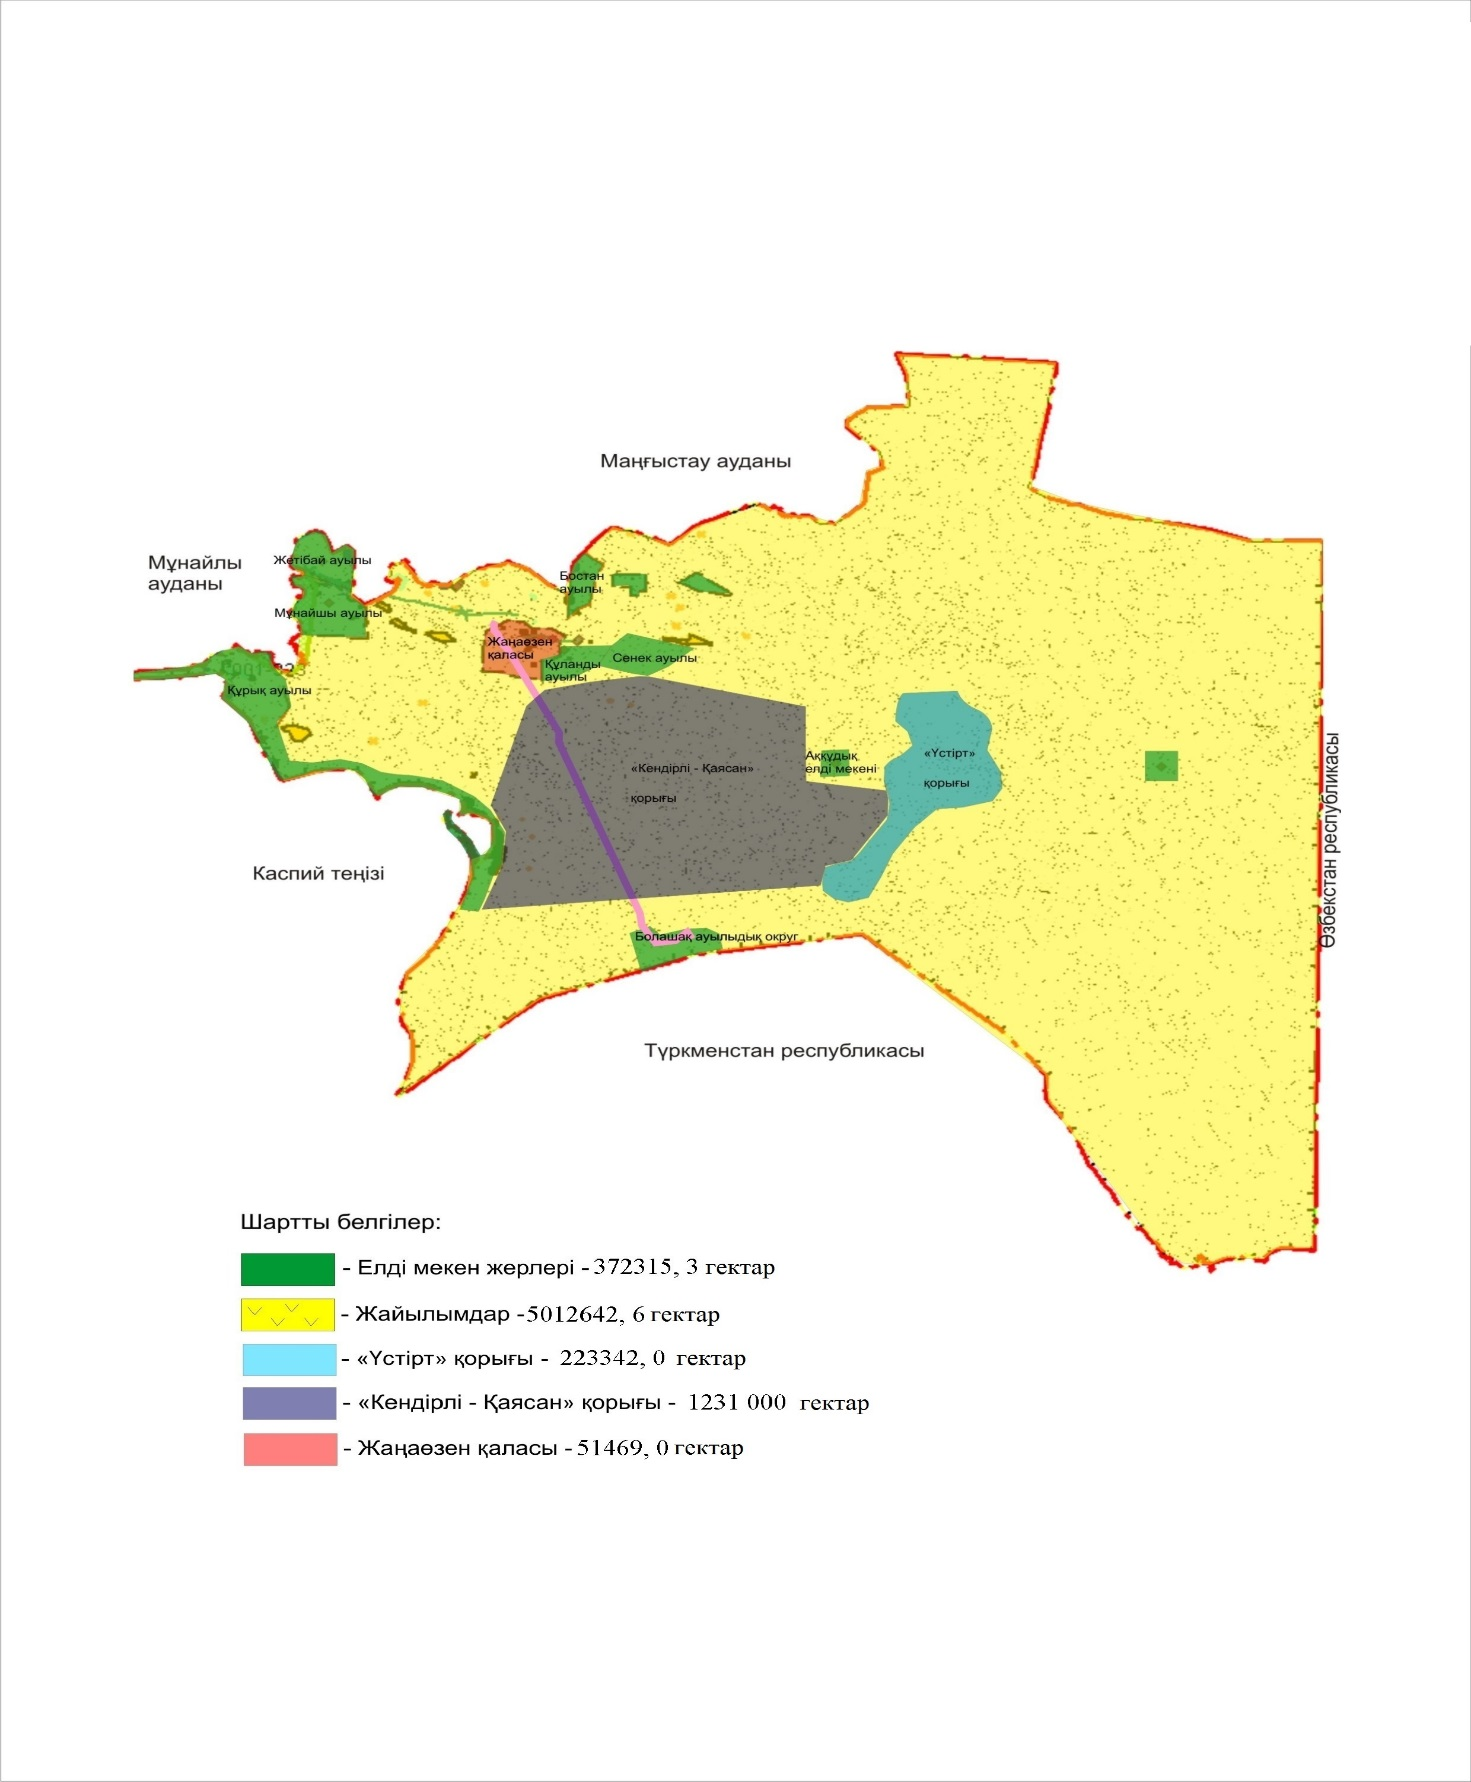 Маңғыстау ауданы
Мұнайлы
ауданы
Жетібай ауылы
Бостан
ауылы
Мұнайшы ауылы
Жаңаөзен
қаласы
Құланды
ауылы
Сенек ауылы
Құрық ауылы
«Кендірлі - Қаясан»
қорығы
Аққұдық
елді мекені
«Үстірт»
қорығы
Өзбекстан республикасы
Каспий теңізі
Болашақ ауылыдық округ
Түркменстан республикасы
Шартты белгілер:
- Елді мекен жерлері - 372315, 3 гектар
- Жайылымдар -5012642, 6 гектар
- «Үстірт» қорығы - 223342, 0 гектар
- «Кендірлі - Қаясан» қорығы - 1231 000 гектар
- Жаңаөзен қаласы - 51469, 0 гектар